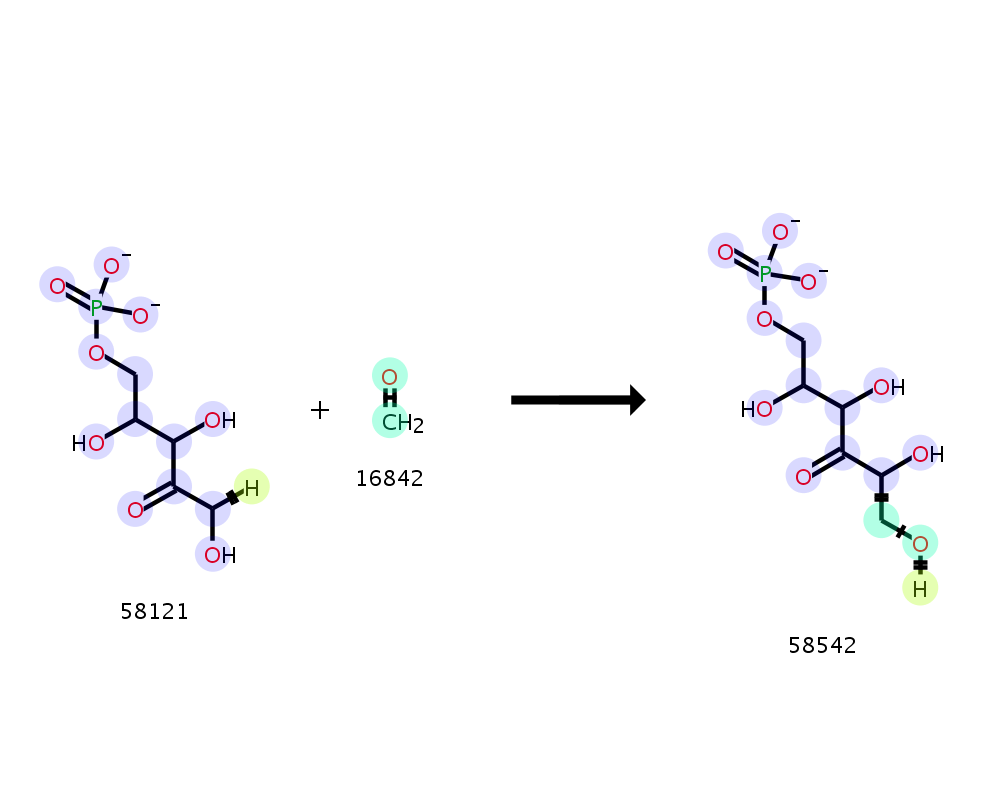 O O⁻
O P O⁻
O
HO OH
O H
OH
58121
+
O
CH2
16842
O O⁻
P O⁻
O
HO OH
O OH
O
H
58542